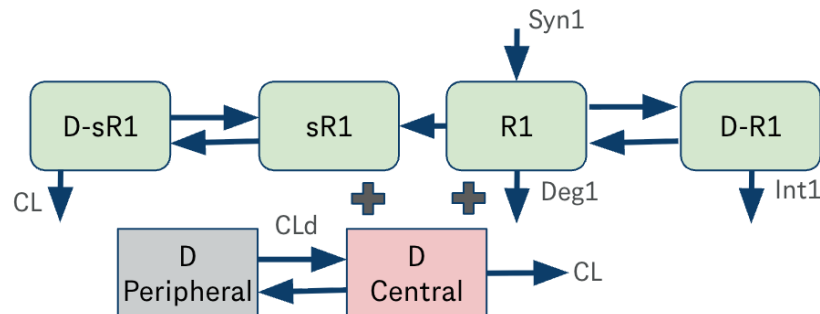 Syn1
D-sR1
sR1
R1
D-R1
CL
Deg1
Int1
CLd
D
Peripheral
D
Central
CL